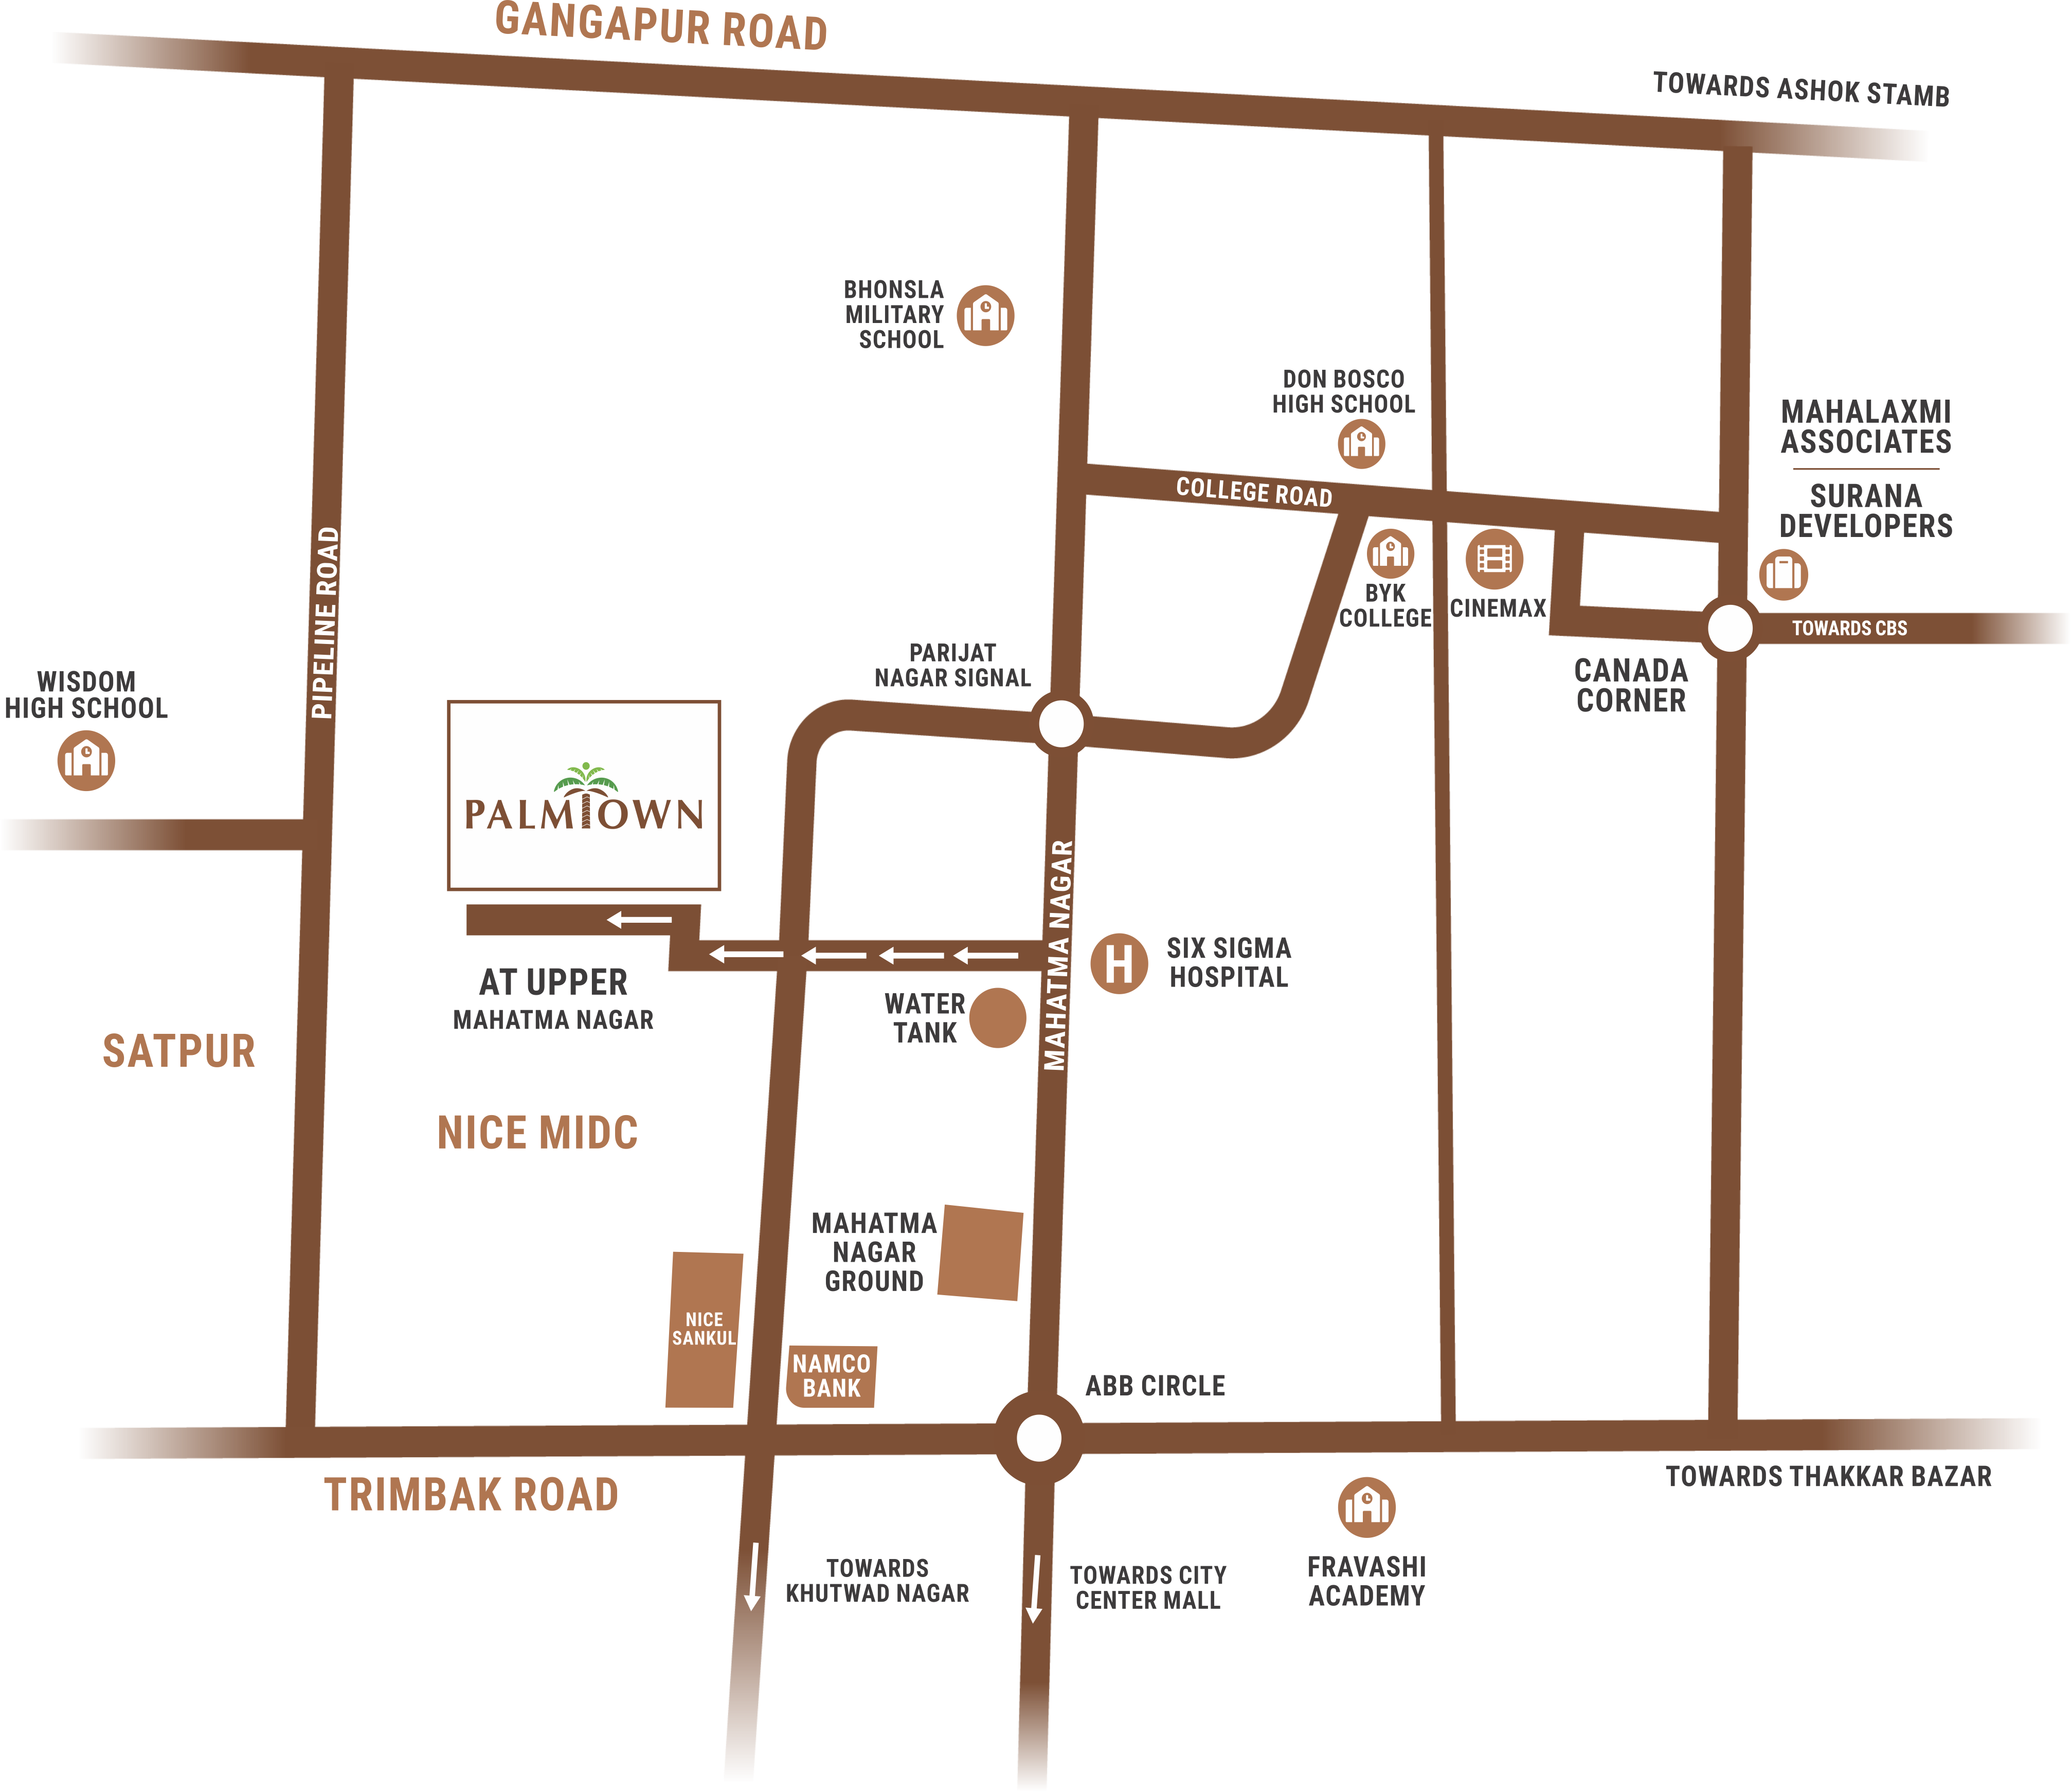 GANGAPUR ROAD
TOWARDS ASHOK STAMB
BHONSLA
MILITARY
SCHOOL
DON BOSCO
HIGH SCHOOL
MAHALAXMI
ASSOCIATES
SURANA
DEVELOPERS
COLLEGE ROAD
PIPELINE ROAD
BYK
COLLEGE
CINEMAX
TOWARDS CBS
PARIJAT
NAGAR SIGNAL
CANADA
CORNER
WISDOM
HIGH SCHOOL
PALMTOWN
MAHATMA NAGAR
AT UPPER
MAHATMA NAGAR
H
SIX SIGMA
HOSPITAL
WATER
TANK
SATPUR
NICE MIDC
MAHATMA
NAGAR
GROUND
NICE
SANKUL
NAMCO
BANK
ABB CIRCLE
TRIMBAK ROAD
TOWARDS THAKKAR BAZAR
TOWARDS
KHUTWAD NAGAR
TOWARDS CITY
CENTER MALL
FRAVASHI
ACADEMY